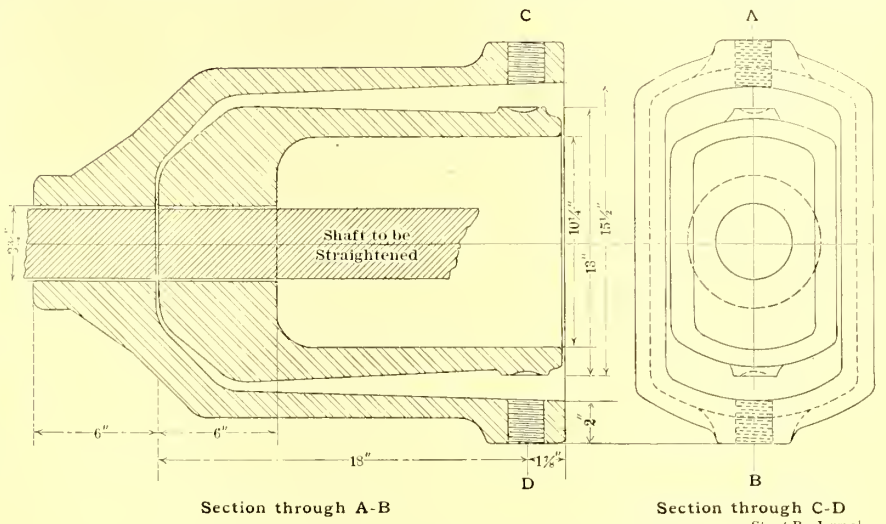 C
A
Shaft to be
Straightened
10¼"
13"
15½"
2"
6"
6"
18"
1⅞"
D
B
Section through A-B
Section through C-D